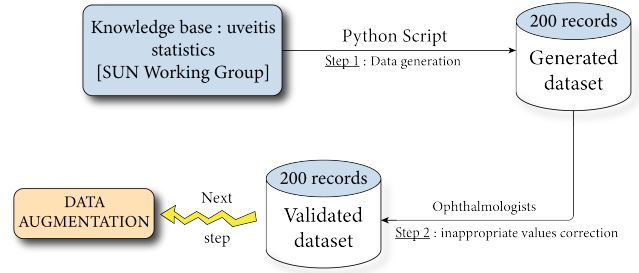 Knowledge base : uveitis
statistics
[SUN Working Group]
Python Script
Step 1 : Data generation
200 records
Generated
dataset
Ophthalmologists
Step 2 : inappropriate values correction
200 records
Validated
dataset
Next
step
DATA
AUGMENTATION